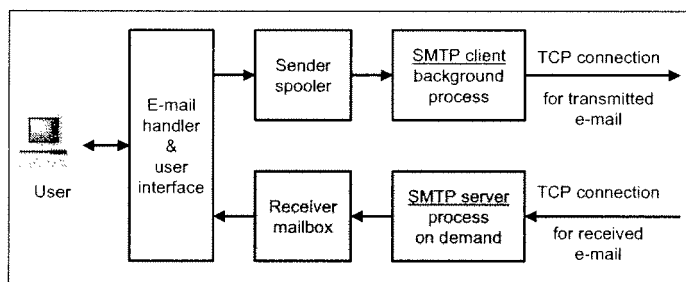 User
E-mail
handler
&
user
interface
Sender
spooler
SMTP client
background
process
TCP connection
for transmitted
e-mail
Receiver
mailbox
SMTP server
process
on demand
TCP connection
for received
e-mail